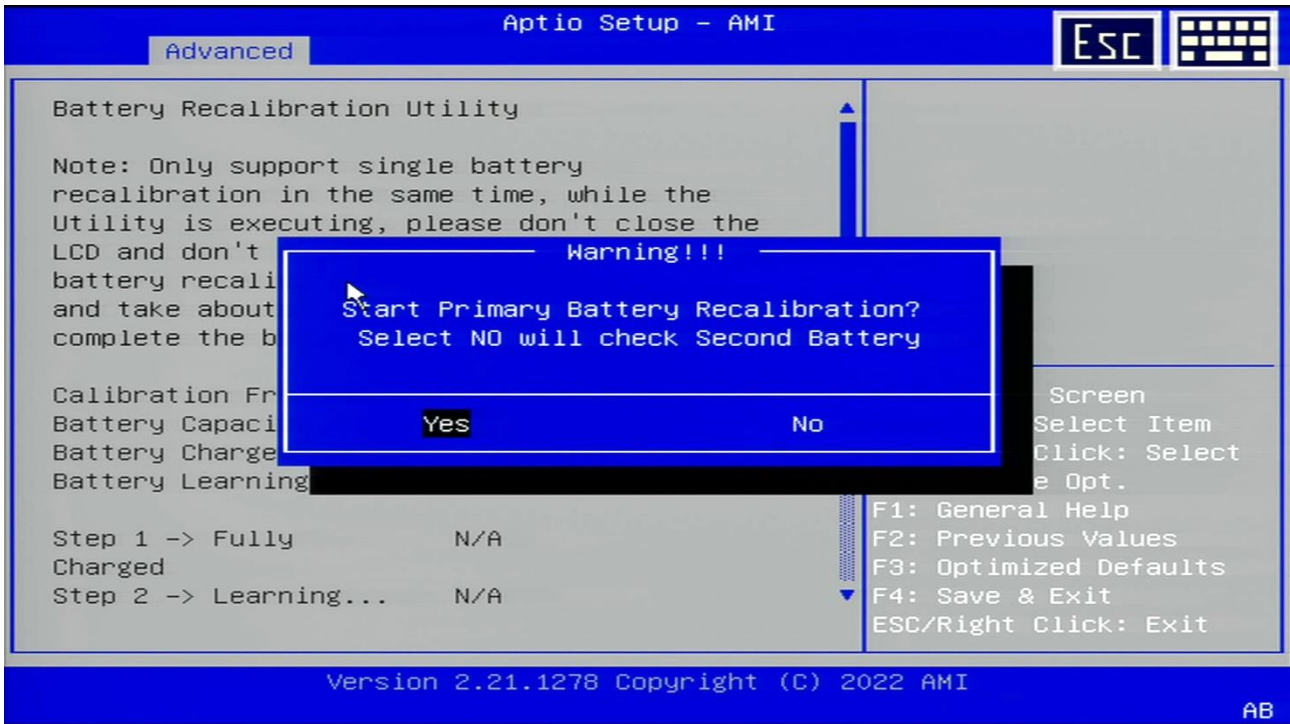 Aptio Setup – AMI
Esc
Advanced
Battery Recalibration Utility
Note: Only support single battery
recalibration in the same time, while the
Utility is executing, please don't close the
LCD and don't
battery recali
and take about
complete the b
Warning!!!
Start Primary Battery Recalibration?
Select NO will check Second Battery
Yes No
Calibration Fr
Battery Capaci
Battery Charge
Battery Learning
Step 1 -> Fully N/A
Charged
Step 2 -> Learning... N/A
Screen
Select Item
Click: Select
e Opt.
F1: General Help
F2: Previous Values
F3: Optimized Defaults
F4: Save & Exit
ESC/Right Click: Exit
Version 2.21.1278 Copyright (C) 2022 AMI
AB